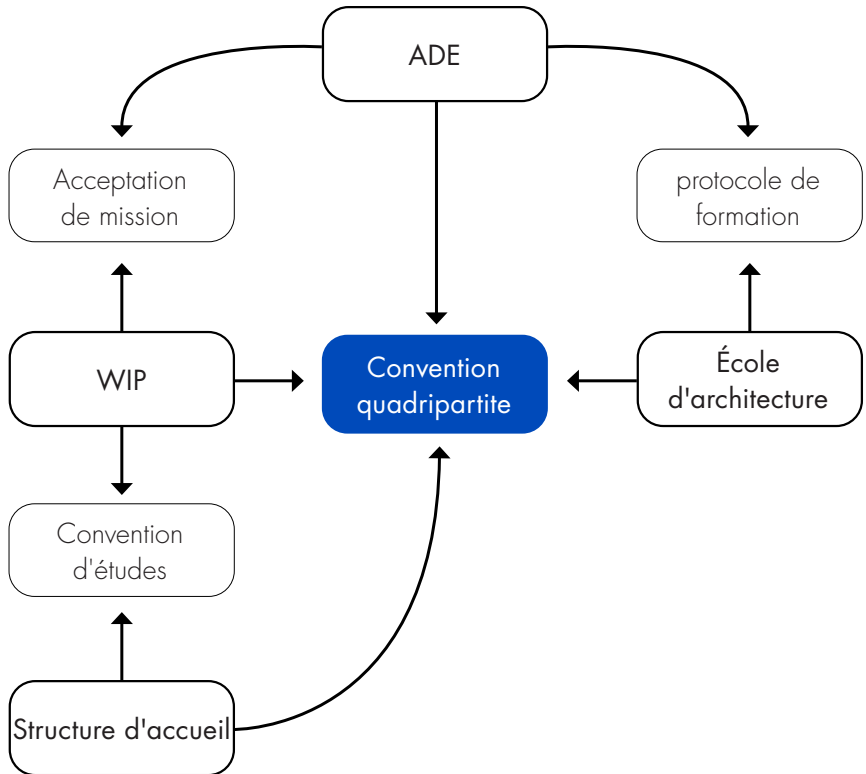 ADE
Acceptation
de mission
protocole de
formation
WIP
Convention
quadripartite
École
d'architecture
Convention
d'études
Structure d'accueil